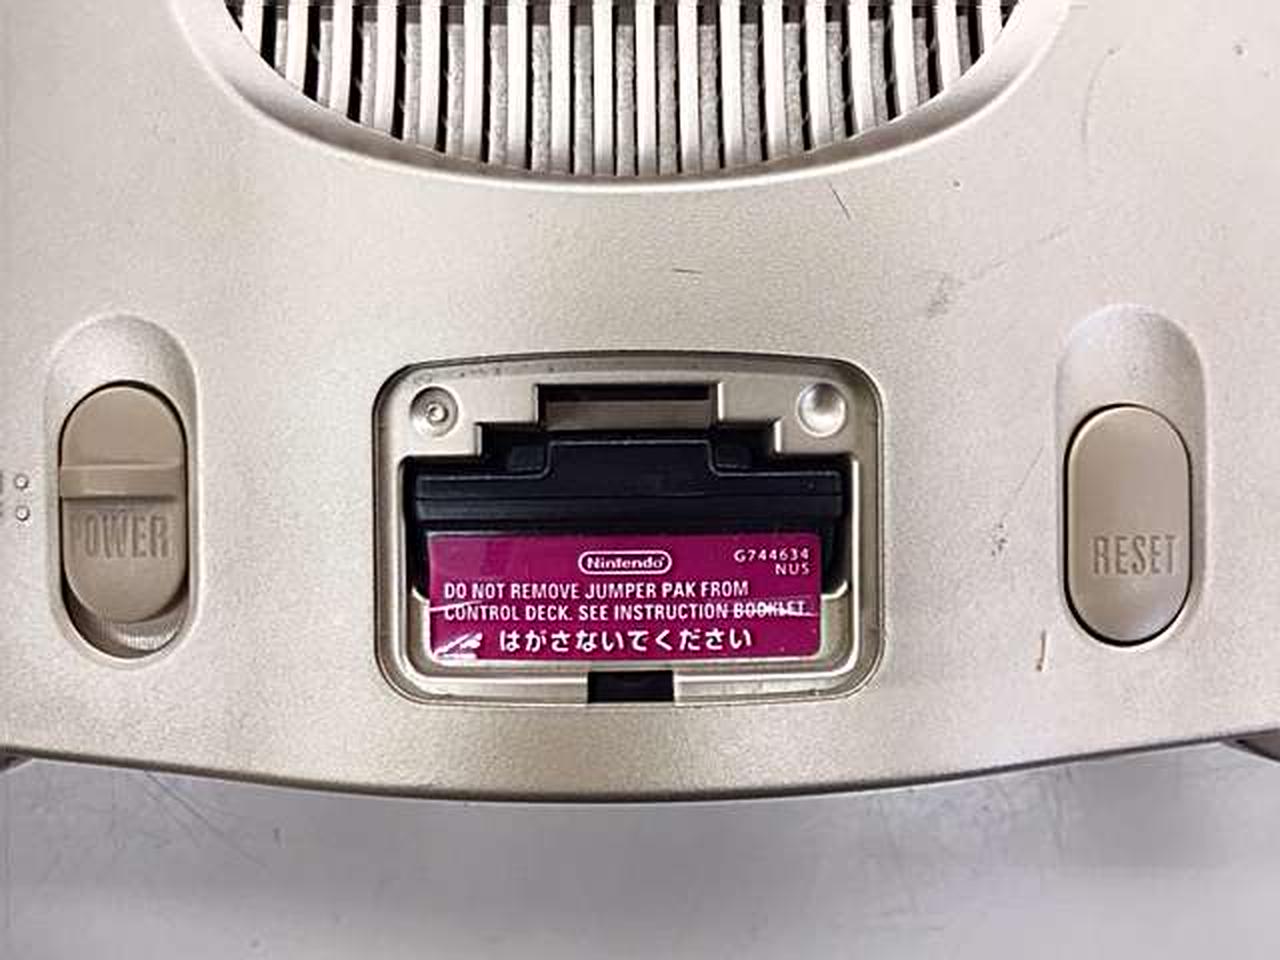 POWER
Nintendo
G744634
NUS
DO NOT REMOVE JUMPER PAK FROM
CONTROL DECK. SEE INSTRUCTION BOOKLET.
はがさないでください
RESET